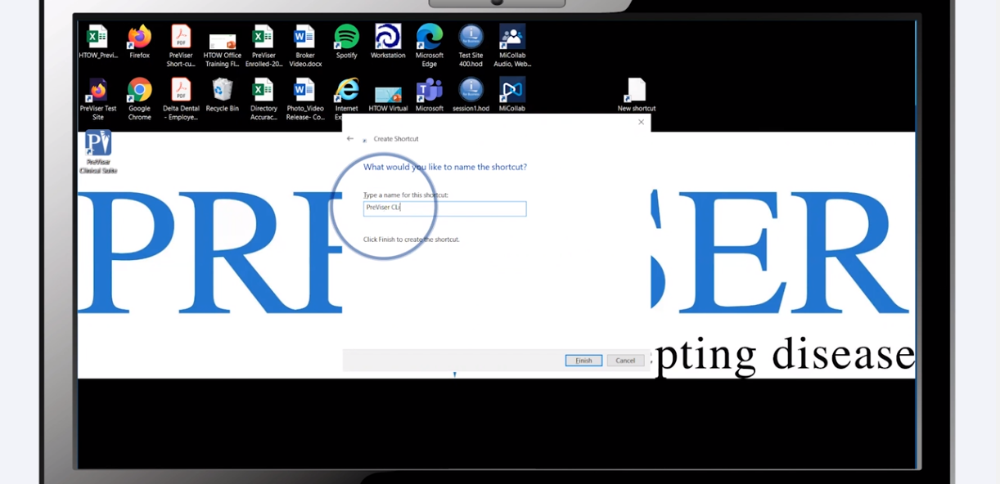 HTOW_Previ...
Firefox
PreViser
Short-cu...
HTOW Office
Training Fl...
PreViser
Enrolled-20...
Broker
Video.docx
Spotify
Workstation
Microsoft
Edge
Test Site
400.hod
MiCollab
Audio, Web...
PreViser Test
Site
Google
Chrome
Delta Dental
- Employe...
Recycle Bin
Directory
Accurac...
Photo_Video
Release- Co...
Internet
HTOW Virtual
Microsoft
session1.hod
MiCollab
New shortcut
PreViser
Clinical Suite
Create Shortcut
What would you like to name the shortcut?
Type a name for this shortcut:
PreViser CLi
Click Finish to create the shortcut.
Finish
Cancel
PRE SER
pting disease